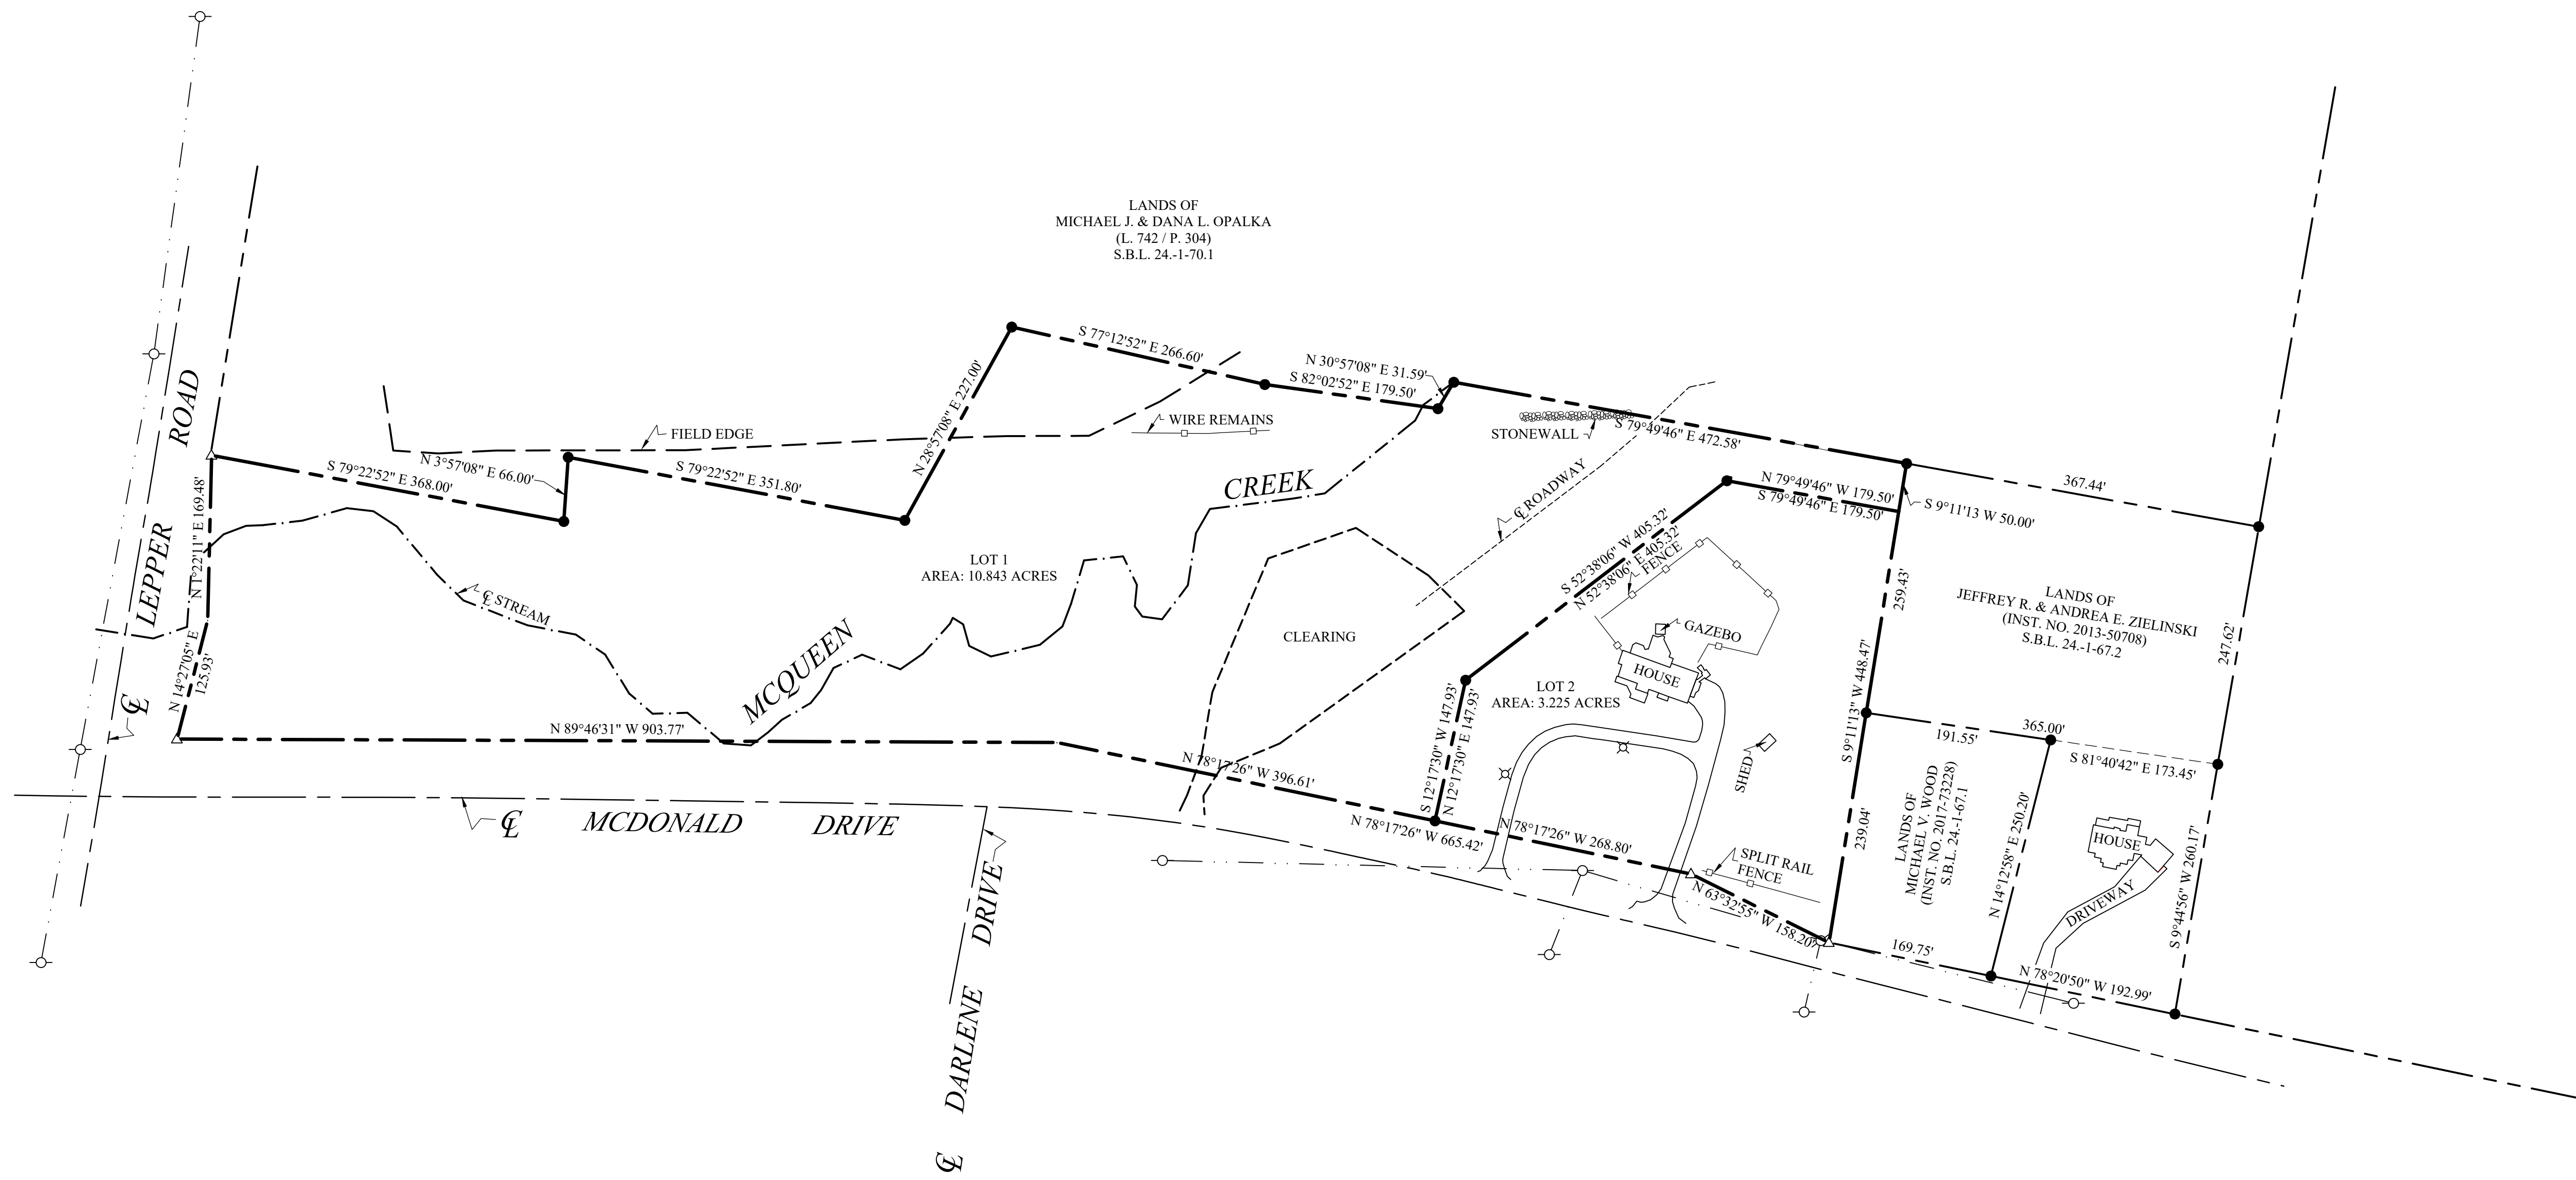 LANDS OF
MICHAEL J. & DANA L. OPALKA
(L. 742 / P. 304)
S.B.L. 24.-1-70.1
S 77°12'52" E 266.60'
N 30°57'08" E 31.59'
S 82°02'52" E 179.50'
N 28°57'08" E 227.00'
WIRE REMAINS
FIELD EDGE
STONEWALL
S 79°49'46" E 472.58'
LEPPER ROAD
N 3°57'08" E 66.00'
S 79°22'52" E 368.00'
S 79°22'52" E 351.80'
N 1°22'11" E 169.48'
MCQUEEN CREEK
℄ ROADWAY
N 79°49'46" W 179.50'
S 79°49'46" E 179.50'
S 9°11'13 W 50.00'
367.44'
S 52°38'06" W 405.32'
N 52°38'06" E 405.32'
FENCE
LOT 1
AREA: 10.843 ACRES
℄ STREAM
CLEARING
GAZEBO
HOUSE
259.43'
LANDS OF
JEFFREY R. & ANDREA E. ZIELINSKI
(INST. NO. 2013-50708)
S.B.L. 24.-1-67.2
247.62'
N 14°27'05" E
125.93'
℄
LOT 2
AREA: 3.225 ACRES
S 12°17'30" W 147.93'
N 12°17'30" E 147.93'
S 9°11'13" W 448.47'
365.00'
191.55'
S 81°40'42" E 173.45'
N 89°46'31" W 903.77'
N 78°17'26" W 396.61'
SHED
N 78°17'26" W 665.42'
N 78°17'26" W 268.80'
239.04'
LANDS OF
MICHAEL V. WOOD
(INST. NO. 2017-73228)
S.B.L. 24.-1-67.1
N 14°12'58" E 250.20'
HOUSE
DRIVEWAY
S 9°44'56" W 260.17'
℄ MCDONALD DRIVE
SPLIT RAIL
FENCE
N 63°32'55" W 158.20'
169.75'
N 78°20'50" W 192.99'
℄ DARLENE DRIVE